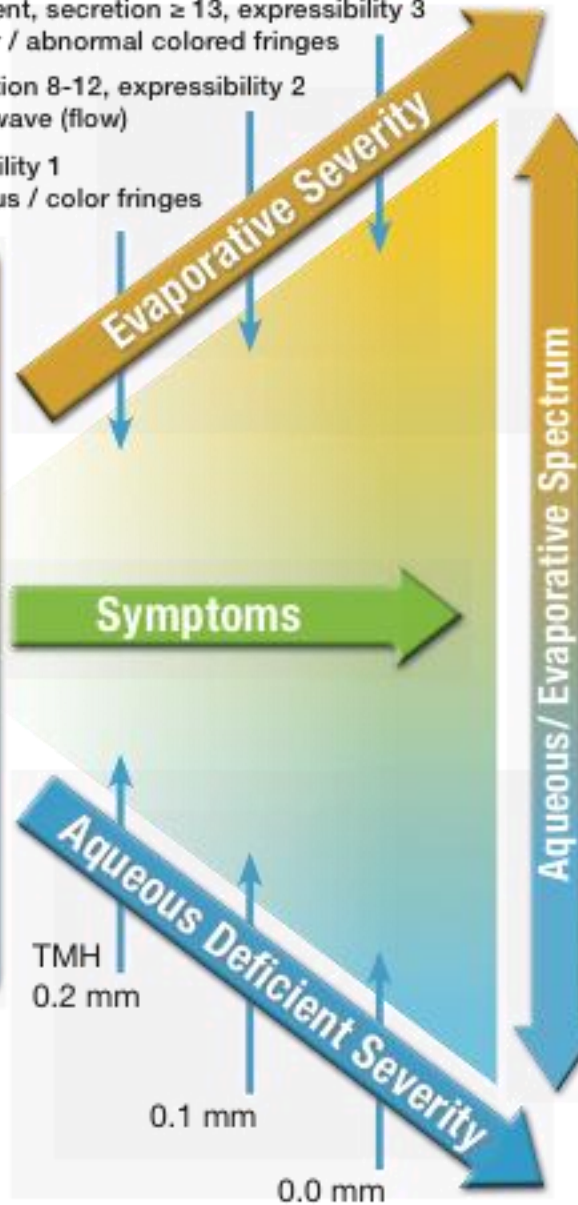 ent, secretion ≥ 13, expressibility 3
/ abnormal colored fringes
tion 8-12, expressibility 2
wave (flow)
ility 1
us / color fringes
Evaporative Severity
Symptoms
Aqueous/ Evaporative Spectrum
Aqueous Deficient Severity
TMH
0.2 mm
0.1 mm
0.0 mm